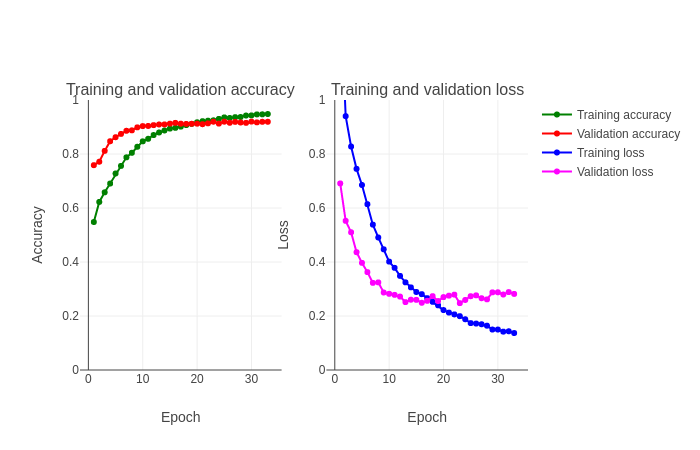 Training and validation accuracy
Training and validation loss
1
0.8
0.6
0.4
0.2
0
0
10
20
30
Accuracy
Epoch
1
0.8
0.6
0.4
0.2
0
0
10
20
30
Loss
Epoch
Training accuracy
Validation accuracy
Training loss
Validation loss